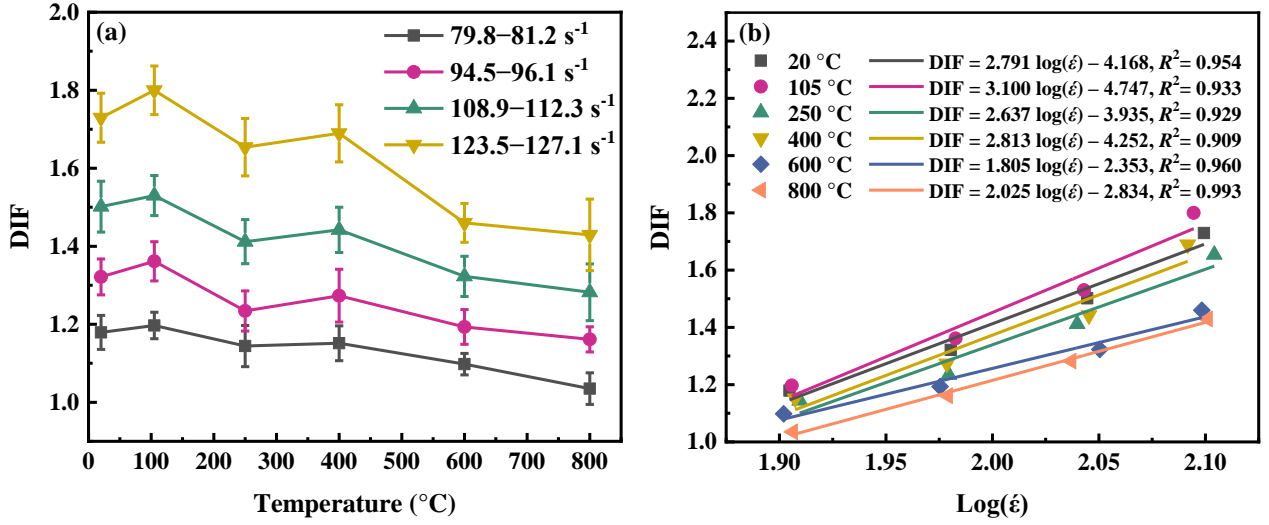 (a)
79.8−81.2 s⁻¹
94.5−96.1 s⁻¹
108.9−112.3 s⁻¹
123.5−127.1 s⁻¹
2.0
1.8
1.6
1.4
1.2
1.0
DIF
0 100 200 300 400 500 600 700 800
Temperature (°C)
(b)
20 °C DIF = 2.791 log(έ) − 4.168, R²= 0.954
105 °C DIF = 3.100 log(έ) − 4.747, R²= 0.933
250 °C DIF = 2.637 log(έ) − 3.935, R²= 0.929
400 °C DIF = 2.813 log(έ) − 4.252, R²= 0.909
600 °C DIF = 1.805 log(έ) − 2.353, R²= 0.960
800 °C DIF = 2.025 log(έ) − 2.834, R²= 0.993
2.4
2.2
2.0
1.8
1.6
1.4
1.2
1.0
DIF
1.90 1.95 2.00 2.05 2.10
Log(έ)